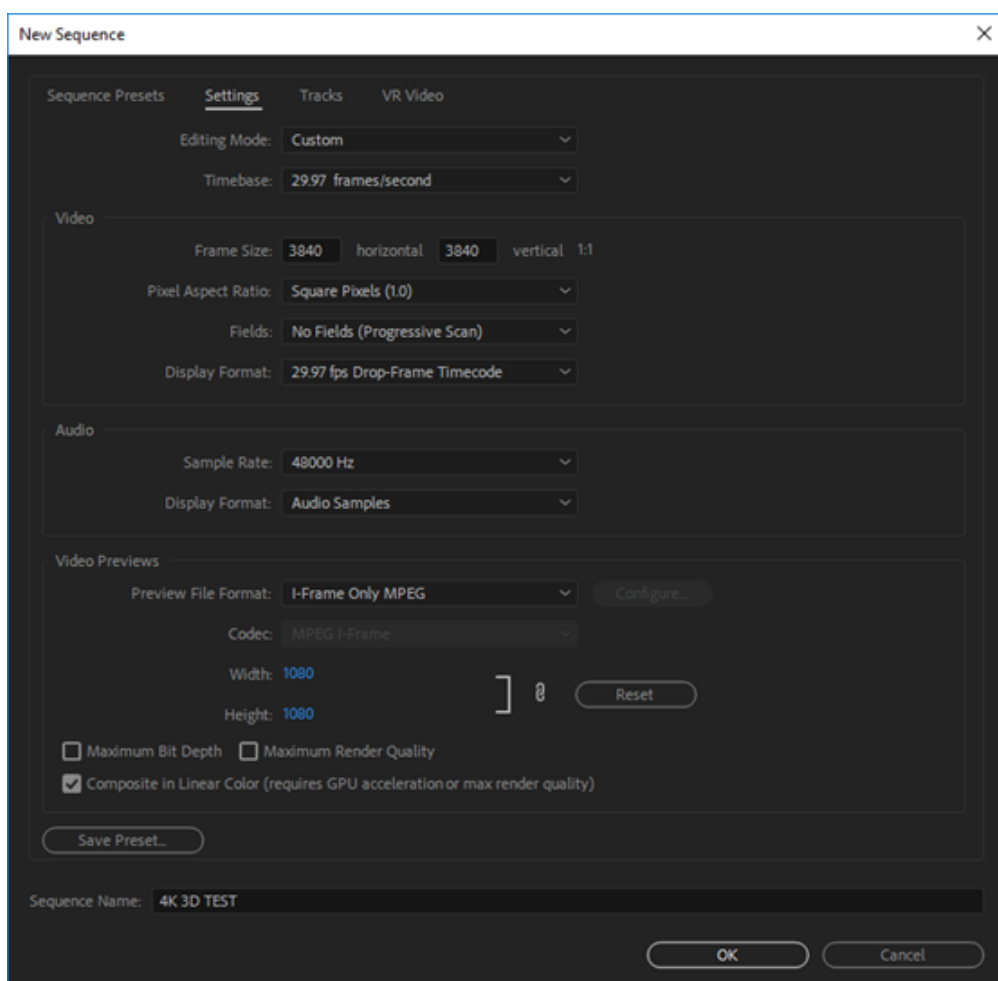 New Sequence
Sequence Presets Settings Tracks VR Video
Editing Mode: Custom
Timebase: 29.97 frames/second
Video
Frame Size: 3840 horizontal 3840 vertical 1:1
Pixel Aspect Ratio: Square Pixels (1.0)
Fields: No Fields (Progressive Scan)
Display Format: 29.97 fps Drop-Frame Timecode
Audio
Sample Rate: 48000 Hz
Display Format: Audio Samples
Video Previews
Preview File Format: I-Frame Only MPEG Configure...
Codec: MPEG I-Frame
Width: 1080
Height: 1080
Reset
Maximum Bit Depth Maximum Render Quality
Composite in Linear Color (requires GPU acceleration or max render quality)
Save Preset...
Sequence Name: 4K 3D TEST
OK Cancel